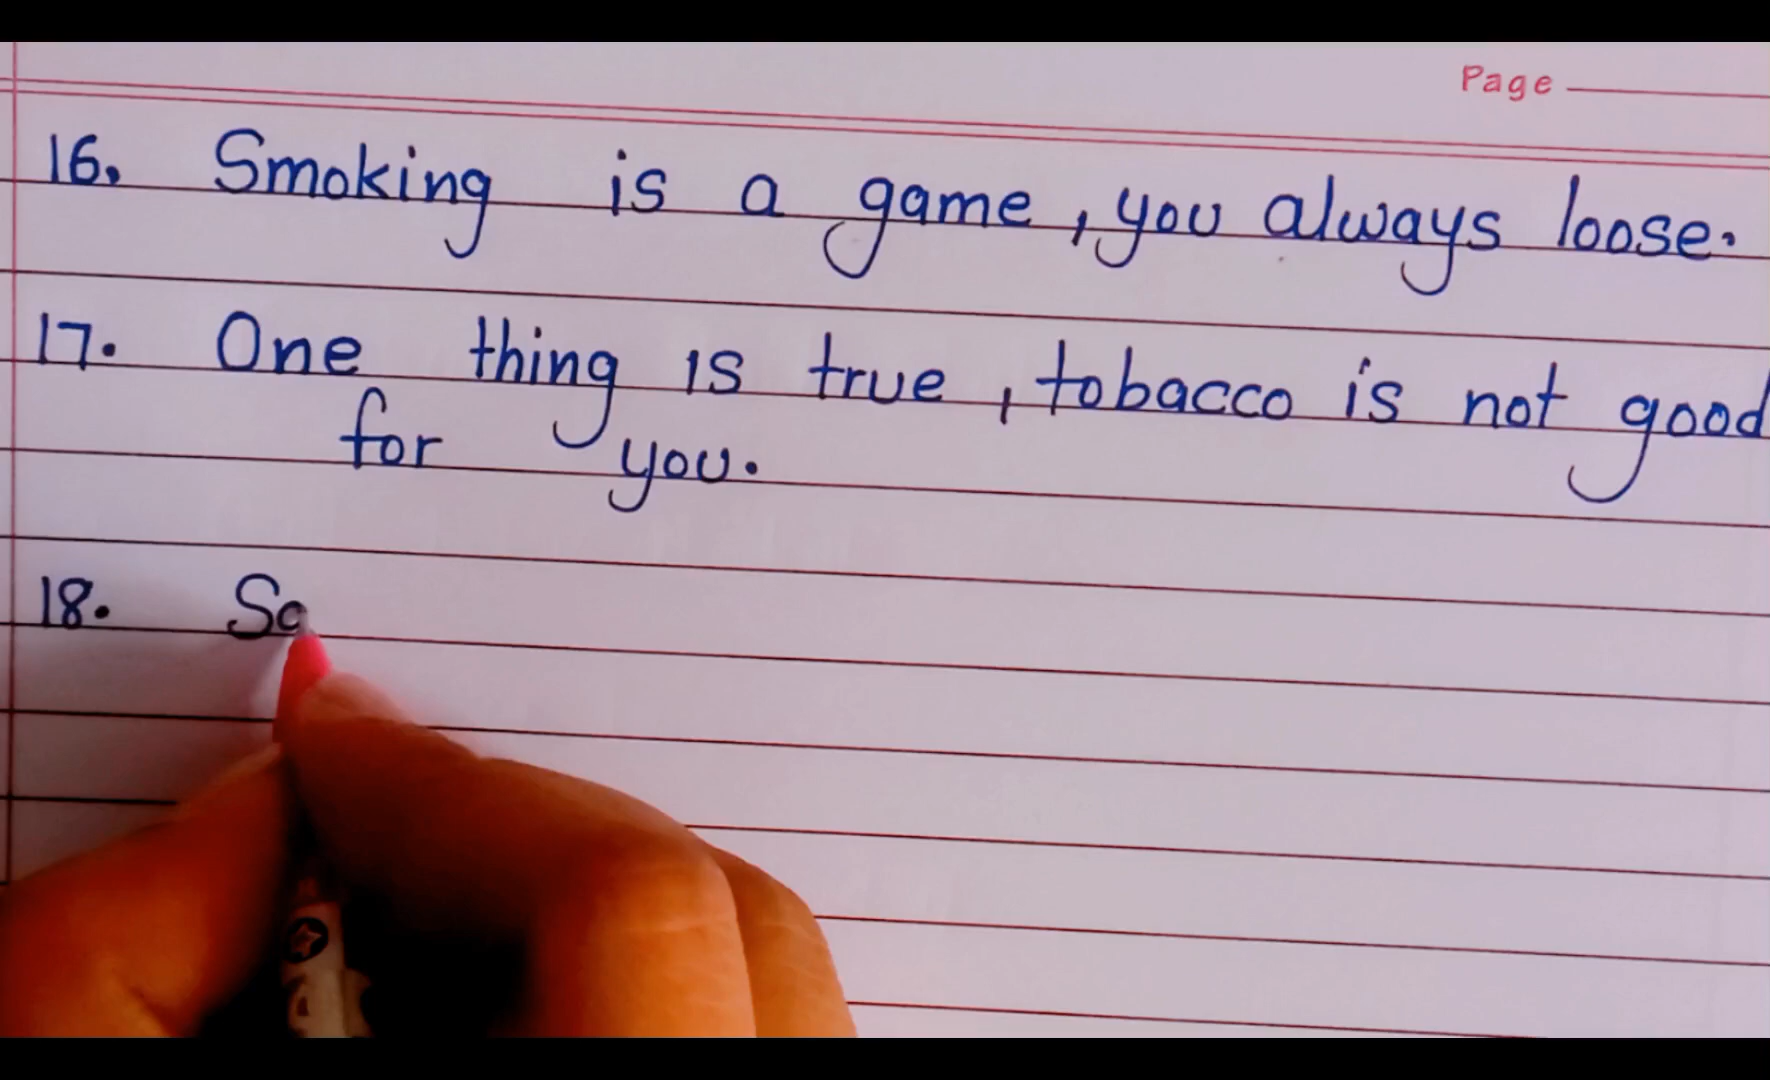 Page
16. Smoking is a game, you always loose.
17. One thing is true, tobacco is not good
for you.
18.